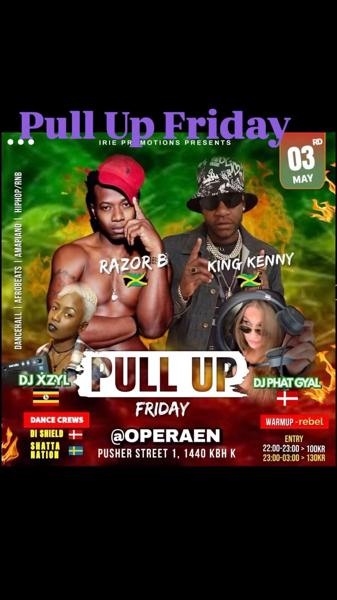 Pull Up Friday
IRIE PROMOTIONS PRESENTS
03 RD
MAY
DANCEHALL | AFROBEATS | AMAPIANO | HIPHOP/RNB
RAZOR B
KING KENNY
DJ XZYL
PULL UP
DJ PHAT GYAL
FRIDAY
DANCE CREWS
DI SHIELD
SHATTA
NATION
@OPERAEN
PUSHER STREET 1, 1440 KBH K
WARMUP -rebel
ENTRY
22:00-23:00 > 100KR
23:00-03:00 > 130KR